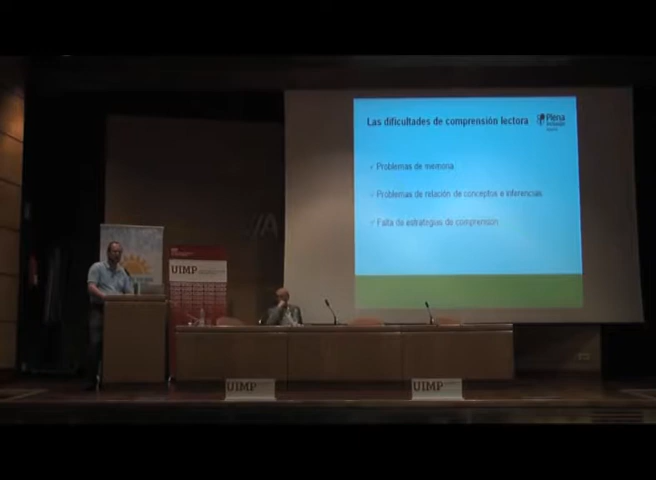 Las dificultades de comprensión lectora
Plena
inclusión
✓ Problemas de memoria
✓ Problemas de relación de conceptos e inferencias
✓ Falta de estrategias de comprensión
UIMP
UIMP
UIMP